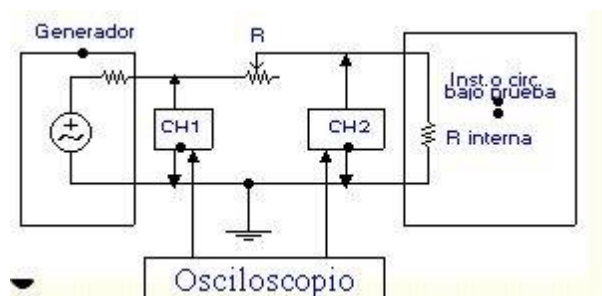 Generador
R
Inst.o circ.
bajo prueba
CH1
CH2
R interna
Osciloscopio